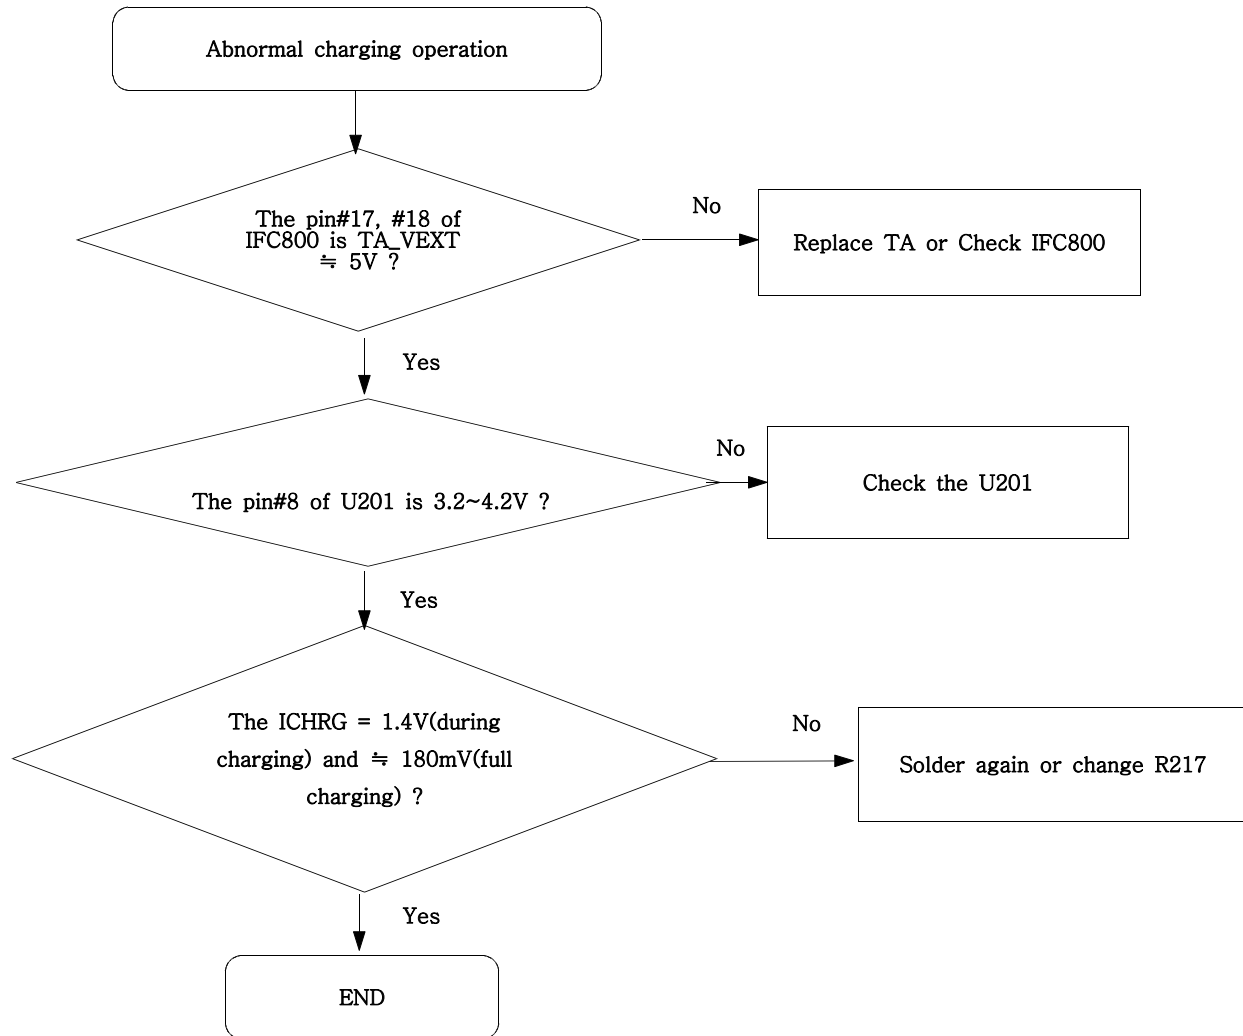 Abnormal charging operation
The pin#17, #18 of
IFC800 is TA_VEXT
≒ 5V ?
No
Replace TA or Check IFC800
Yes
The pin#8 of U201 is 3.2~4.2V ?
No
Check the U201
Yes
The ICHRG = 1.4V(during
charging) and ≒ 180mV(full
charging) ?
No
Solder again or change R217
Yes
END